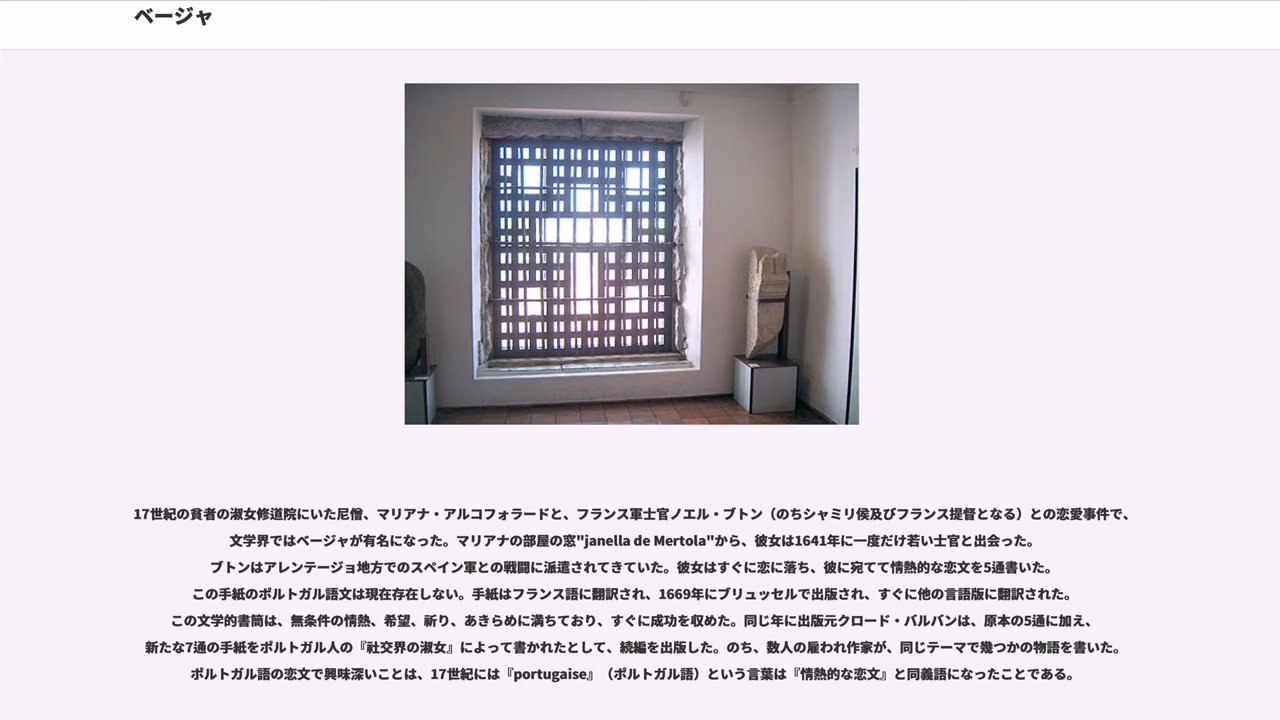 ベージャ
17世紀の貧者の淑女修道院にいた尼僧、マリアナ・アルコフォラードと、フランス軍士官ノエル・ブトン（のちシャミリ侯及びフランス提督となる）との恋愛事件で、
文学界ではベージャが有名になった。マリアナの部屋の窓"janella de Mertola"から、彼女は1641年に一度だけ若い士官と出会った。
ブトンはアレンテージョ地方でのスペイン軍との戦闘に派遣されてきていた。彼女はすぐに恋に落ち、彼に宛てて情熱的な恋文を5通書いた。
この手紙のポルトガル語文は現在存在しない。手紙はフランス語に翻訳され、1669年にブリュッセルで出版され、すぐに他の言語版に翻訳された。
この文学的書簡は、無条件の情熱、希望、祈り、あきらめに満ちており、すぐに成功を収めた。同じ年に出版元クロード・バルバンは、原本の5通に加え、
新たな7通の手紙をポルトガル人の『社交界の淑女』によって書かれたとして、続編を出版した。のち、数人の雇われ作家が、同じテーマで幾つかの物語を書いた。
ポルトガル語の恋文で興味深いことは、17世紀には『portugaise』（ポルトガル語）という言葉は『情熱的な恋文』と同義語になったことである。